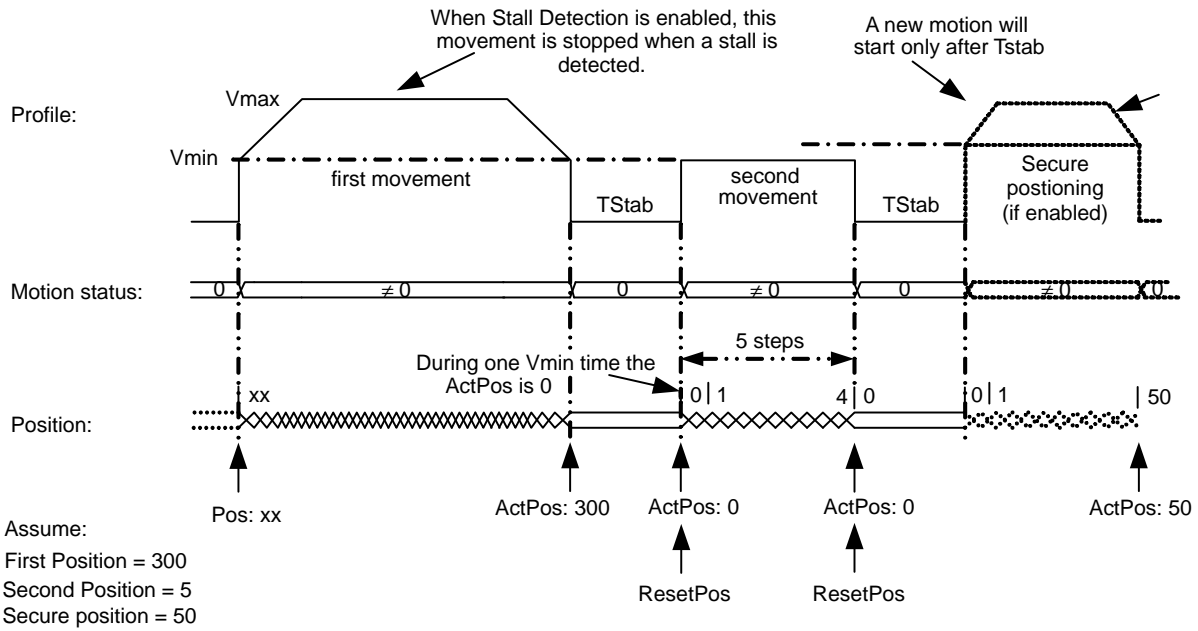 When Stall Detection is enabled, this
movement is stopped when a stall is
detected.
A new motion will
start only after Tstab
Profile:
Vmax
Vmin
first movement
TStab
second
movement
TStab
Secure
postioning
(if enabled)
Motion status:
0
≠ 0
0
≠ 0
0
≠ 0
0
5 steps
During one Vmin time the
ActPos is 0
Position:
xx
0 | 1
4 | 0
0 | 1
| 50
Pos: xx
ActPos: 300
ActPos: 0
ActPos: 0
ActPos: 50
Assume:
First Position = 300
Second Position = 5
Secure position = 50
ResetPos
ResetPos